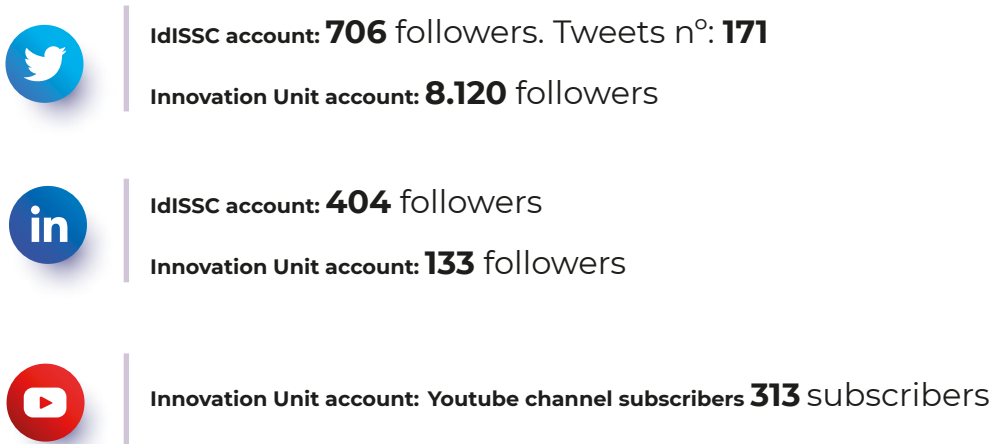 IdISSC account: 706 followers. Tweets nº: 171
Innovation Unit account: 8.120 followers
in
IdISSC account: 404 followers
Innovation Unit account: 133 followers
Innovation Unit account: Youtube channel subscribers 313 subscribers